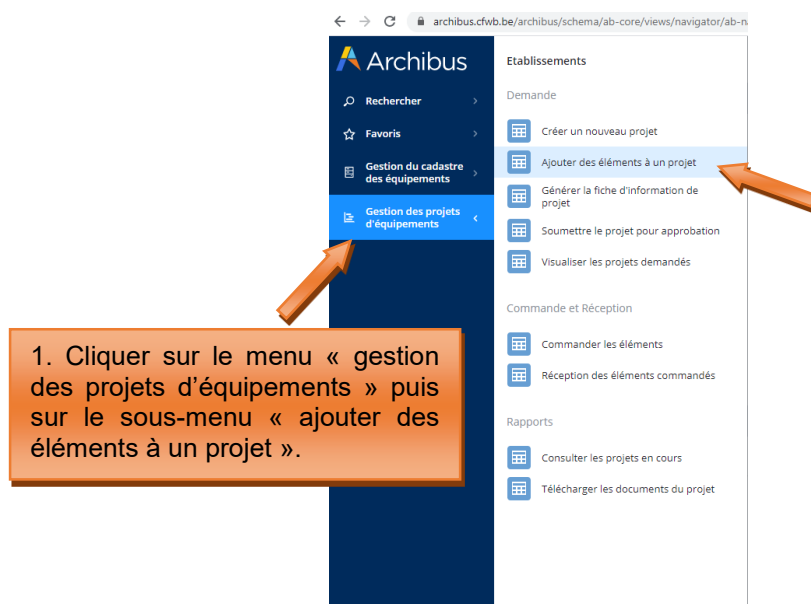 archibus.cfwb.be/archibus/schema/ab-core/views/navigator/ab-n
Archibus
Rechercher
Favoris
Gestion du cadastre
des équipements
Gestion des projets
d'équipements
Etablissements
Demande
Créer un nouveau projet
Ajouter des éléments à un projet
Générer la fiche d'information de
projet
Soumettre le projet pour approbation
Visualiser les projets demandés
Commande et Réception
Commander les éléments
Réception des éléments commandés
Rapports
Consulter les projets en cours
Télécharger les documents du projet
1. Cliquer sur le menu « gestion
des projets d’équipements » puis
sur le sous-menu « ajouter des
éléments à un projet ».